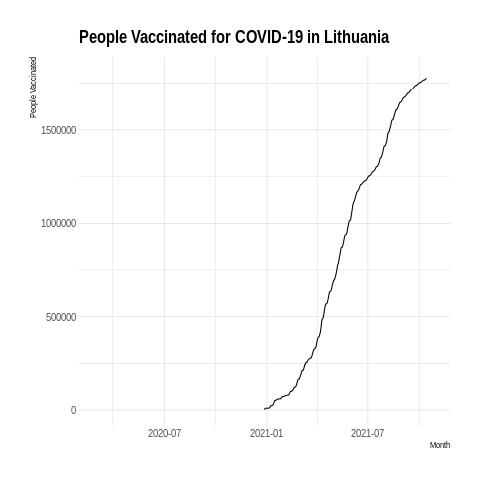 People Vaccinated for COVID-19 in Lithuania
People Vaccinated
1500000
1000000
500000
0
2020-07 2021-01 2021-07
Month